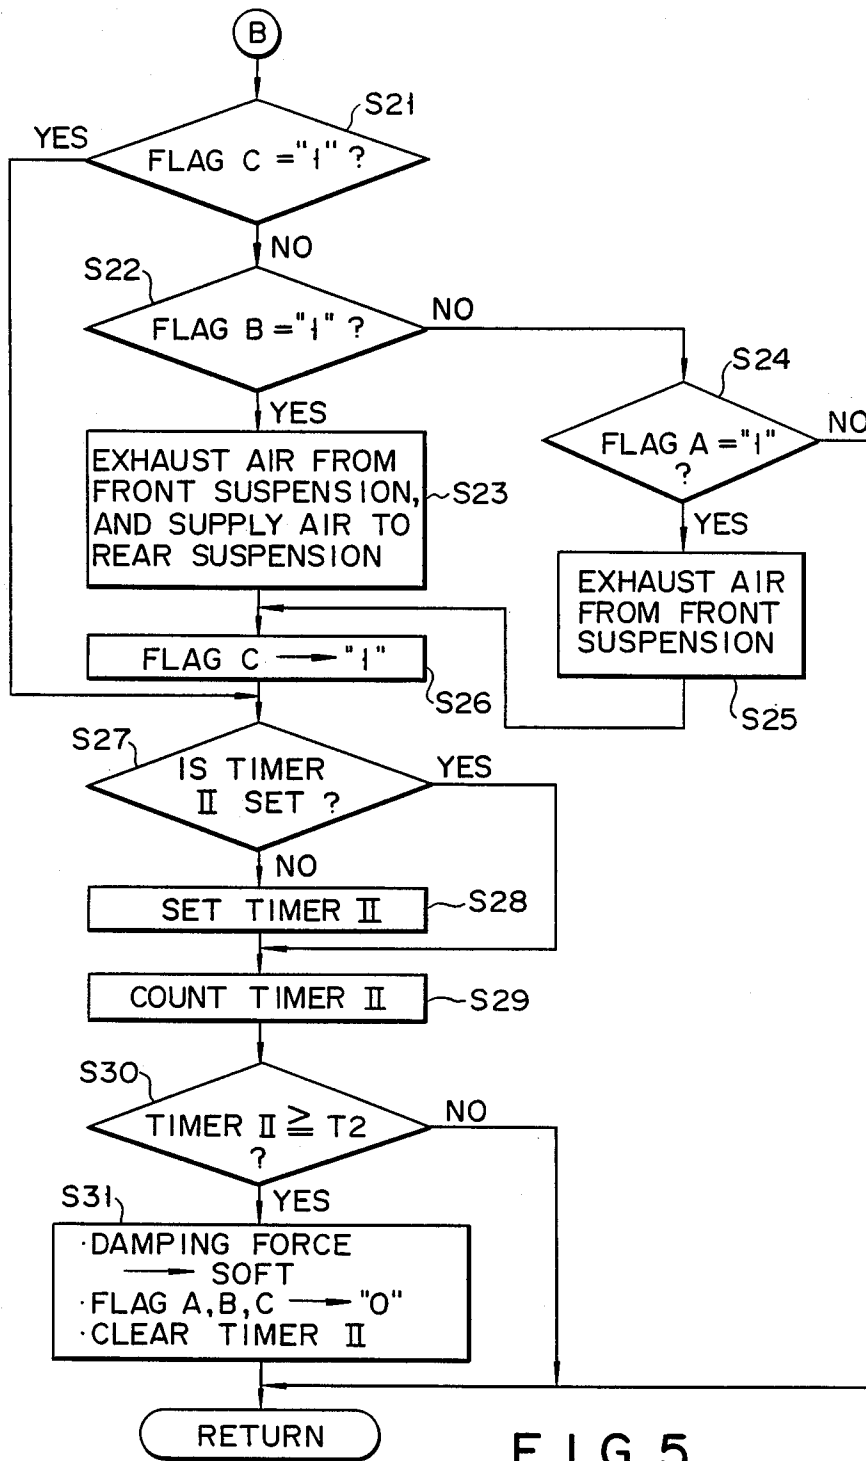 B
S21
YES
FLAG C = "1" ?
NO
S22
FLAG B = "1" ?
NO
S24
YES
FLAG A = "1"
?
NO
EXHAUST AIR FROM
FRONT SUSPENSION,
AND SUPPLY AIR TO
REAR SUSPENSION
S23
YES
EXHAUST AIR
FROM FRONT
SUSPENSION
S25
FLAG C → "1"
S26
S27
IS TIMER
II SET ?
YES
NO
SET TIMER II
S28
COUNT TIMER II
S29
S30
TIMER II ≧ T2
?
NO
YES
S31
·DAMPING FORCE
→ SOFT
·FLAG A, B, C → "0"
·CLEAR TIMER II
RETURN
FIG. 5